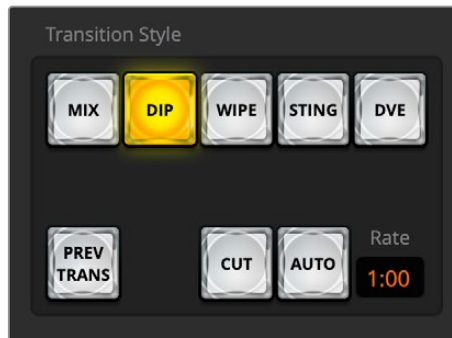 Transition Style
MIX
DIP
WIPE
STING
DVE
PREV
TRANS
CUT
AUTO
Rate
1:00